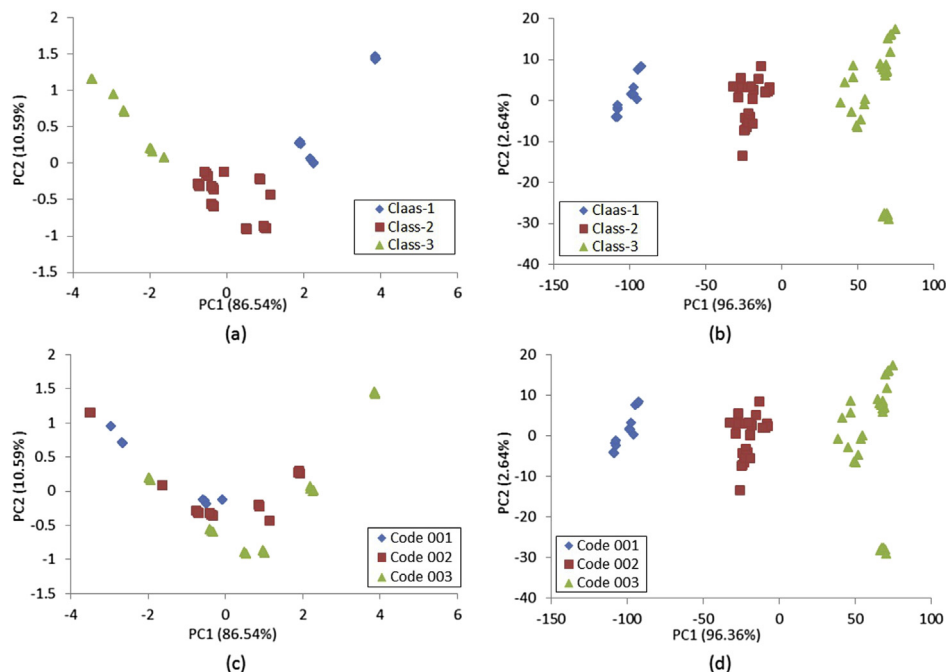 2
1.5
1
0.5
0
-0.5
-1
-1.5
PC2 (10.59%)
Claas-1
Class-2
Class-3
-4 -2 0 2 4 6
PC1 (86.54%)
(a)
20
10
0
-10
-20
-30
-40
PC2 (2.64% )
Claas-1
Class-2
Class-3
-150 -100 -50 0 50 100
PC1 (96.36%)
(b)
2
1.5
1
0.5
0
-0.5
-1
-1.5
PC2 (10.59%)
Code 001
Code 002
Code 003
-4 -2 0 2 4 6
PC1 (86.54%)
(c)
20
10
0
-10
-20
-30
-40
PC2 (2.64% )
Code 001
Code 002
Code 003
-150 -100 -50 0 50 100
PC1 (96.36%)
(d)